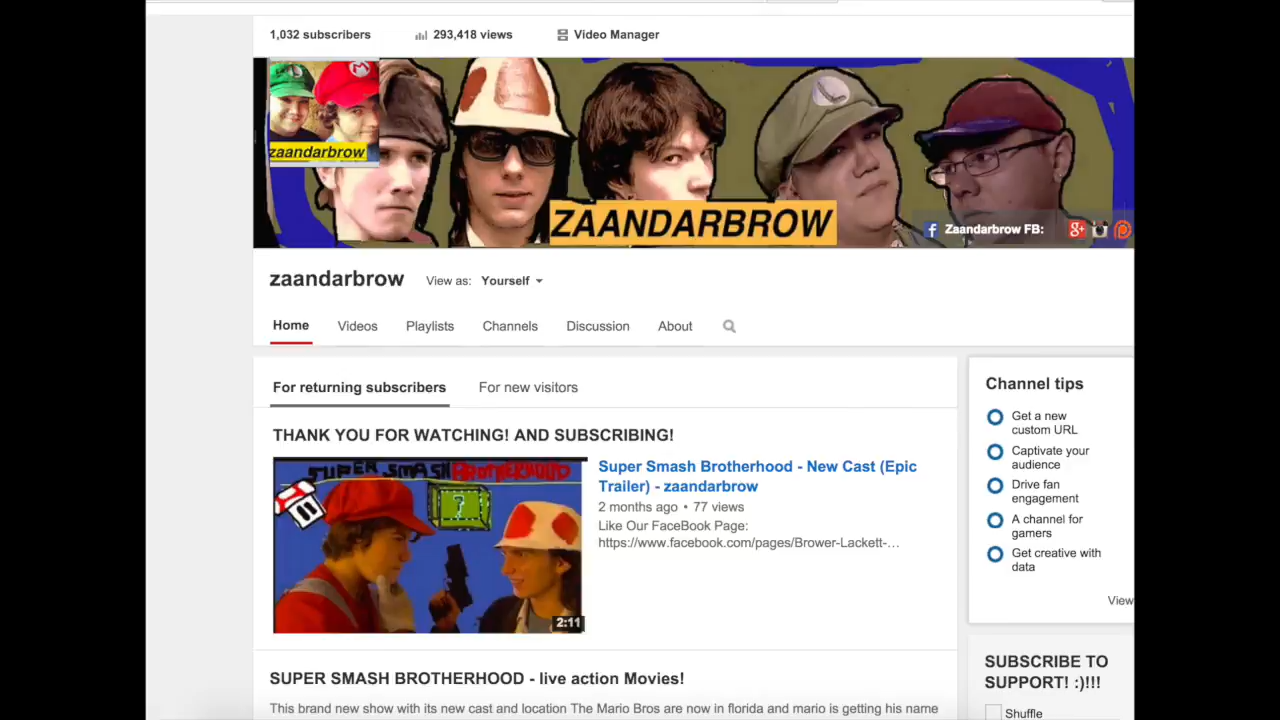 1,032 subscribers
293,418 views
Video Manager
M
L
zaandarbrow
ZAANDARBROW
Zaandarbrow FB:
zaandarbrow
View as: Yourself
Home
Videos
Playlists
Channels
Discussion
About
For returning subscribers
For new visitors
THANK YOU FOR WATCHING! AND SUBSCRIBING!
SUPER SMASH BROTHERHOOD
?
2:11
Super Smash Brotherhood - New Cast (Epic
Trailer) - zaandarbrow
2 months ago • 77 views
Like Our FaceBook Page:
https://www.facebook.com/pages/Brower-Lackett-…
SUPER SMASH BROTHERHOOD - live action Movies!
This brand new show with its new cast and location The Mario Bros are now in florida and mario is getting his name
Channel tips
Get a new
custom URL
Captivate your
audience
Drive fan
engagement
A channel for
gamers
Get creative with
data
View
SUBSCRIBE TO
SUPPORT! :)!!!
Shuffle